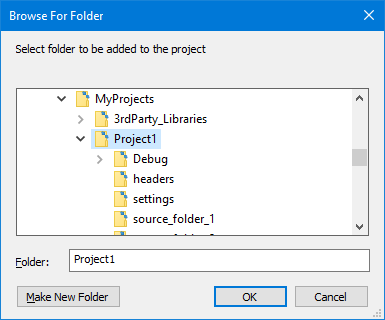 Browse For Folder
Select folder to be added to the project
MyProjects
3rdParty_Libraries
Project1
Debug
headers
settings
source_folder_1
Folder: Project1
Make New Folder OK Cancel